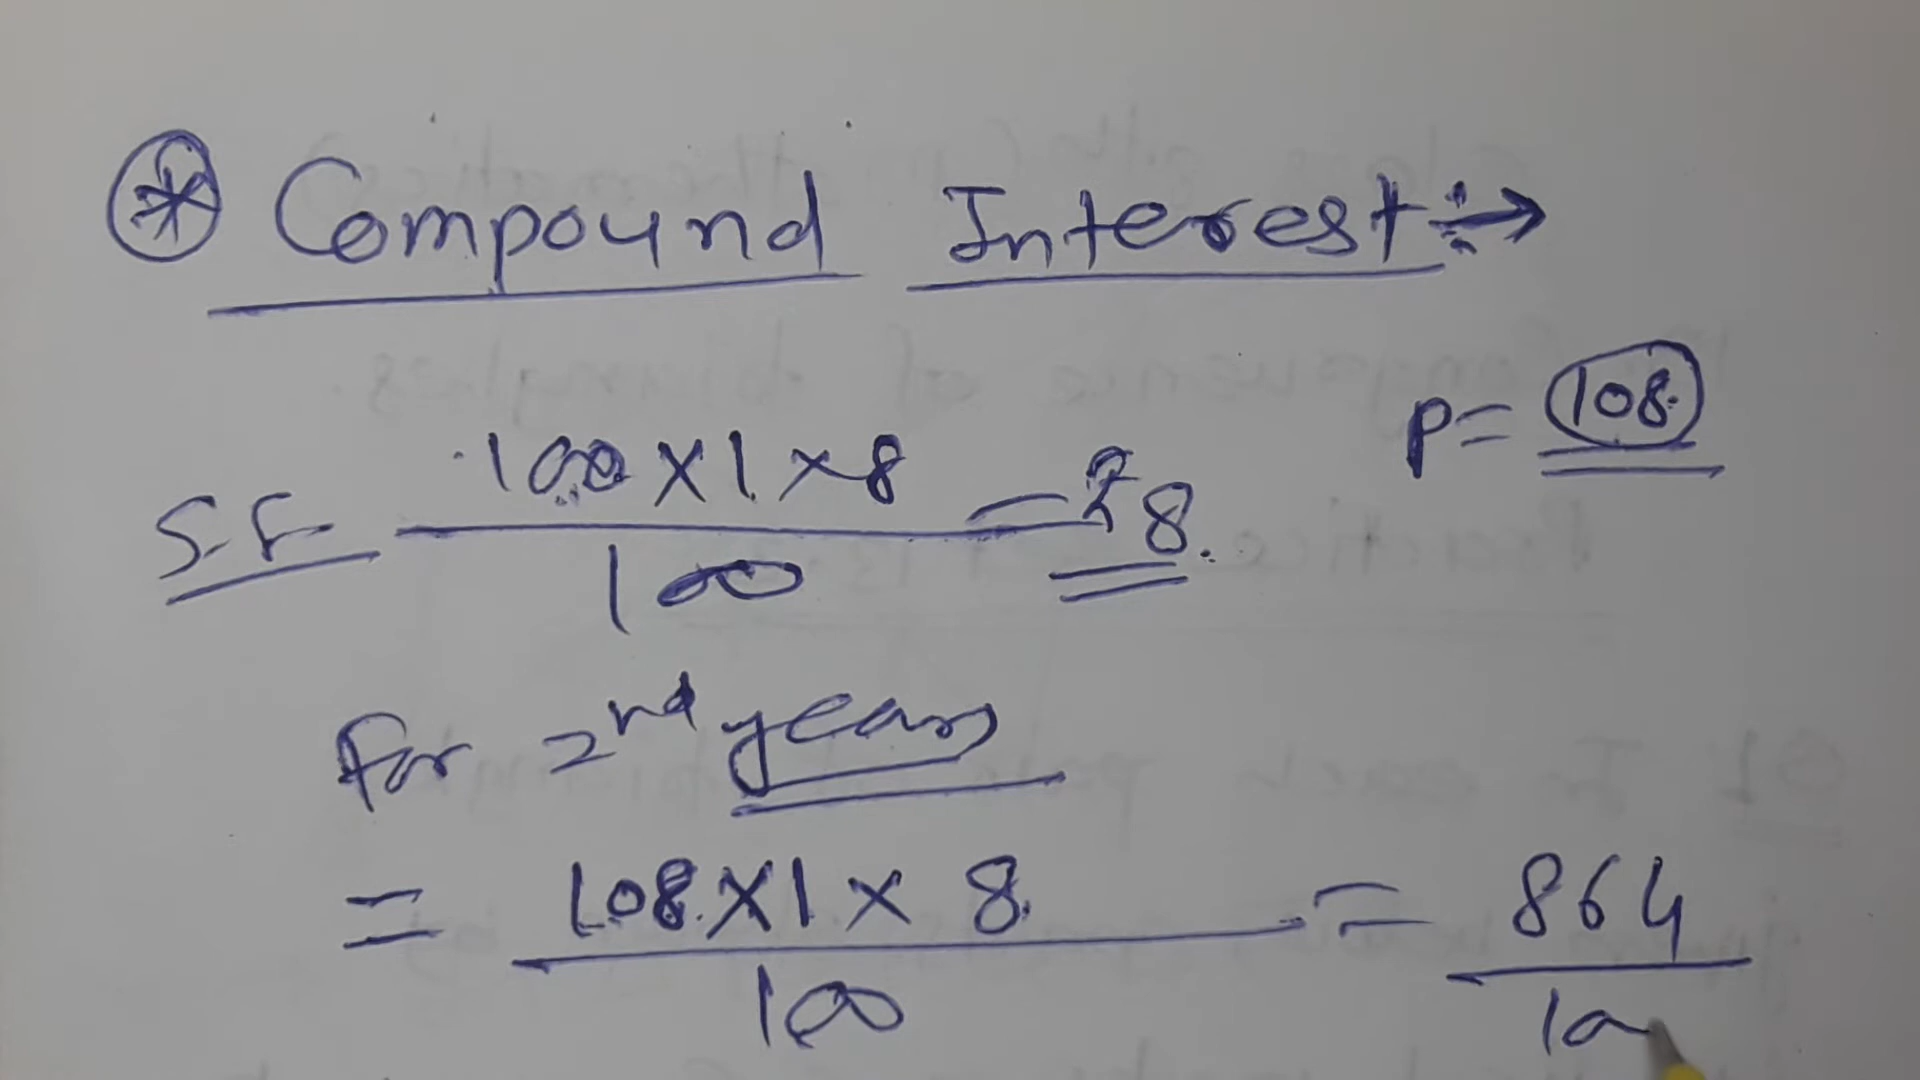 * Compound Interest :→
P = 108
S.I. = 100 × 1 × 8 / 100 = ₹8.
For 2nd years
= 108 × 1 × 8 / 100 = 864 / 10